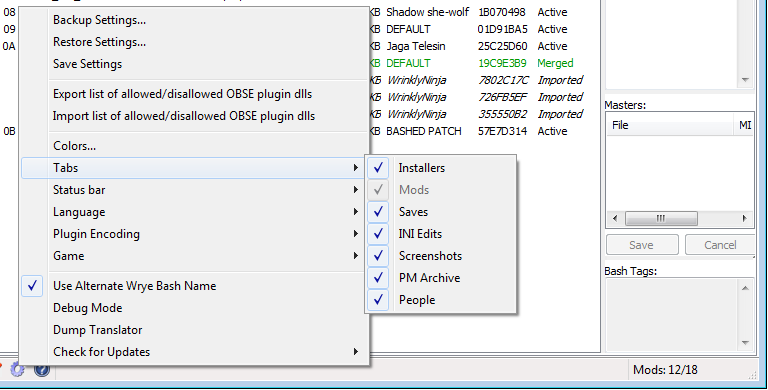 08 KB Shadow she-wolf 1B070498 Active
09 KB DEFAULT 01D91BA5 Active
0A KB Jaga Telesin 25C25D60 Active
KB DEFAULT 19C9E3B9 Merged
KB WrinklyNinja 7802C17C Imported
KB WrinklyNinja 726FB5EF Imported
KB WrinklyNinja 355550B2 Imported
0B KB BASHED PATCH 57E7D314 Active
Backup Settings...
Restore Settings...
Save Settings
Export list of allowed/disallowed OBSE plugin dlls
Import list of allowed/disallowed OBSE plugin dlls
Colors...
Tabs
Status bar
Language
Plugin Encoding
Game
Use Alternate Wrye Bash Name
Debug Mode
Dump Translator
Check for Updates
Installers
Mods
Saves
INI Edits
Screenshots
PM Archive
People
Masters:
File MI
Save Cancel
Bash Tags:
Mods: 12/18